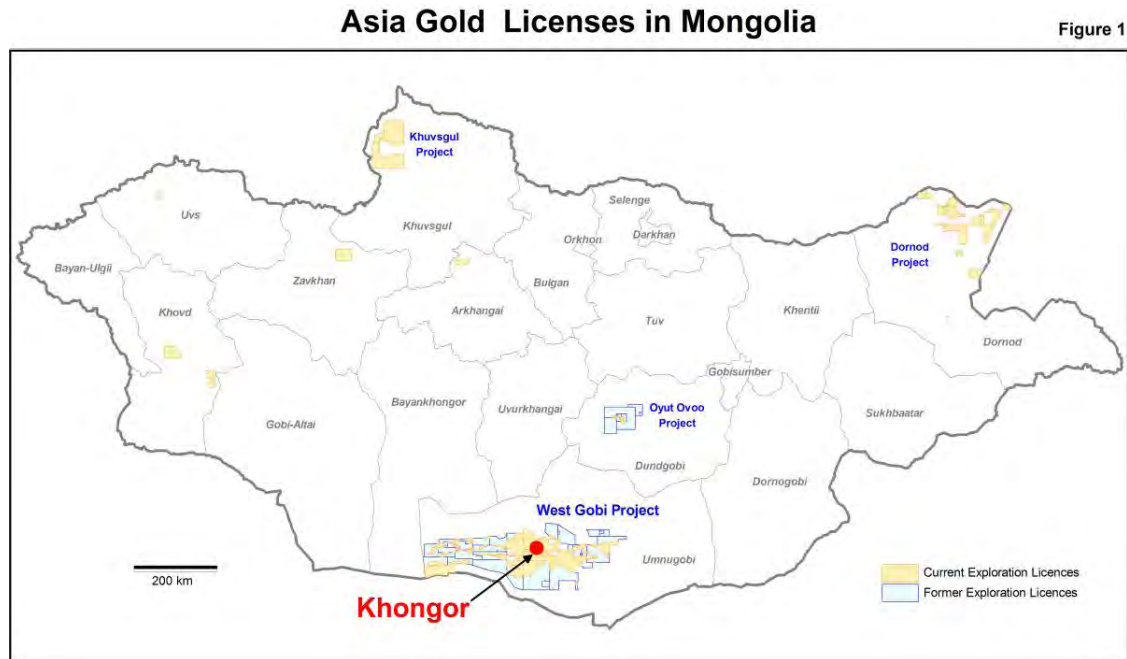 Asia Gold Licenses in Mongolia
Figure 1
Khuvsgul
Project
Uvs
Khuvsgul
Selenge
Darkhan
Orkhon
Bayan-Ulgii
Zavkhan
Bulgan
Dornod
Project
Khovd
Arkhangai
Tuv
Khentii
Dornod
Gobisumber
Bayankhongor
Uvurkhangai
Oyut Ovoo
Project
Sukhbaatar
Gobi-Altai
Dundgobi
Dornogobi
West Gobi Project
Umnugobi
200 km
Khongor
Current Exploration Licences
Former Exploration Licences